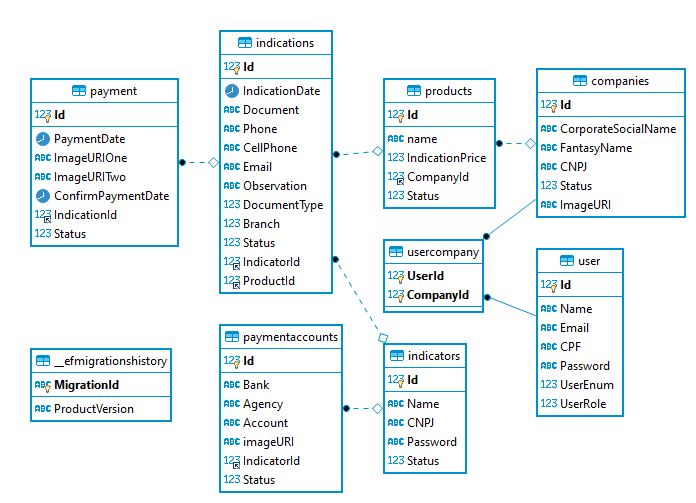 payment
123 Id
PaymentDate
ABC ImageURIOne
ABC ImageURITwo
ConfirmPaymentDate
123 IndicationId
123 Status
indications
123 Id
IndicationDate
ABC Document
ABC Phone
ABC CellPhone
ABC Email
ABC Observation
123 DocumentType
123 Branch
123 Status
123 IndicatorId
123 ProductId
products
123 Id
ABC name
123 IndicationPrice
123 CompanyId
123 Status
companies
123 Id
ABC CorporateSocialName
ABC FantasyName
ABC CNPJ
123 Status
ABC ImageURI
usercompany
123 UserId
123 CompanyId
user
123 Id
ABC Name
ABC Email
ABC CPF
ABC Password
123 UserEnum
123 UserRole
__efmigrationshistory
ABC MigrationId
ABC ProductVersion
paymentaccounts
123 Id
ABC Bank
ABC Agency
ABC Account
ABC imageURI
123 IndicatorId
123 Status
indicators
123 Id
ABC Name
ABC CNPJ
ABC Password
123 Status